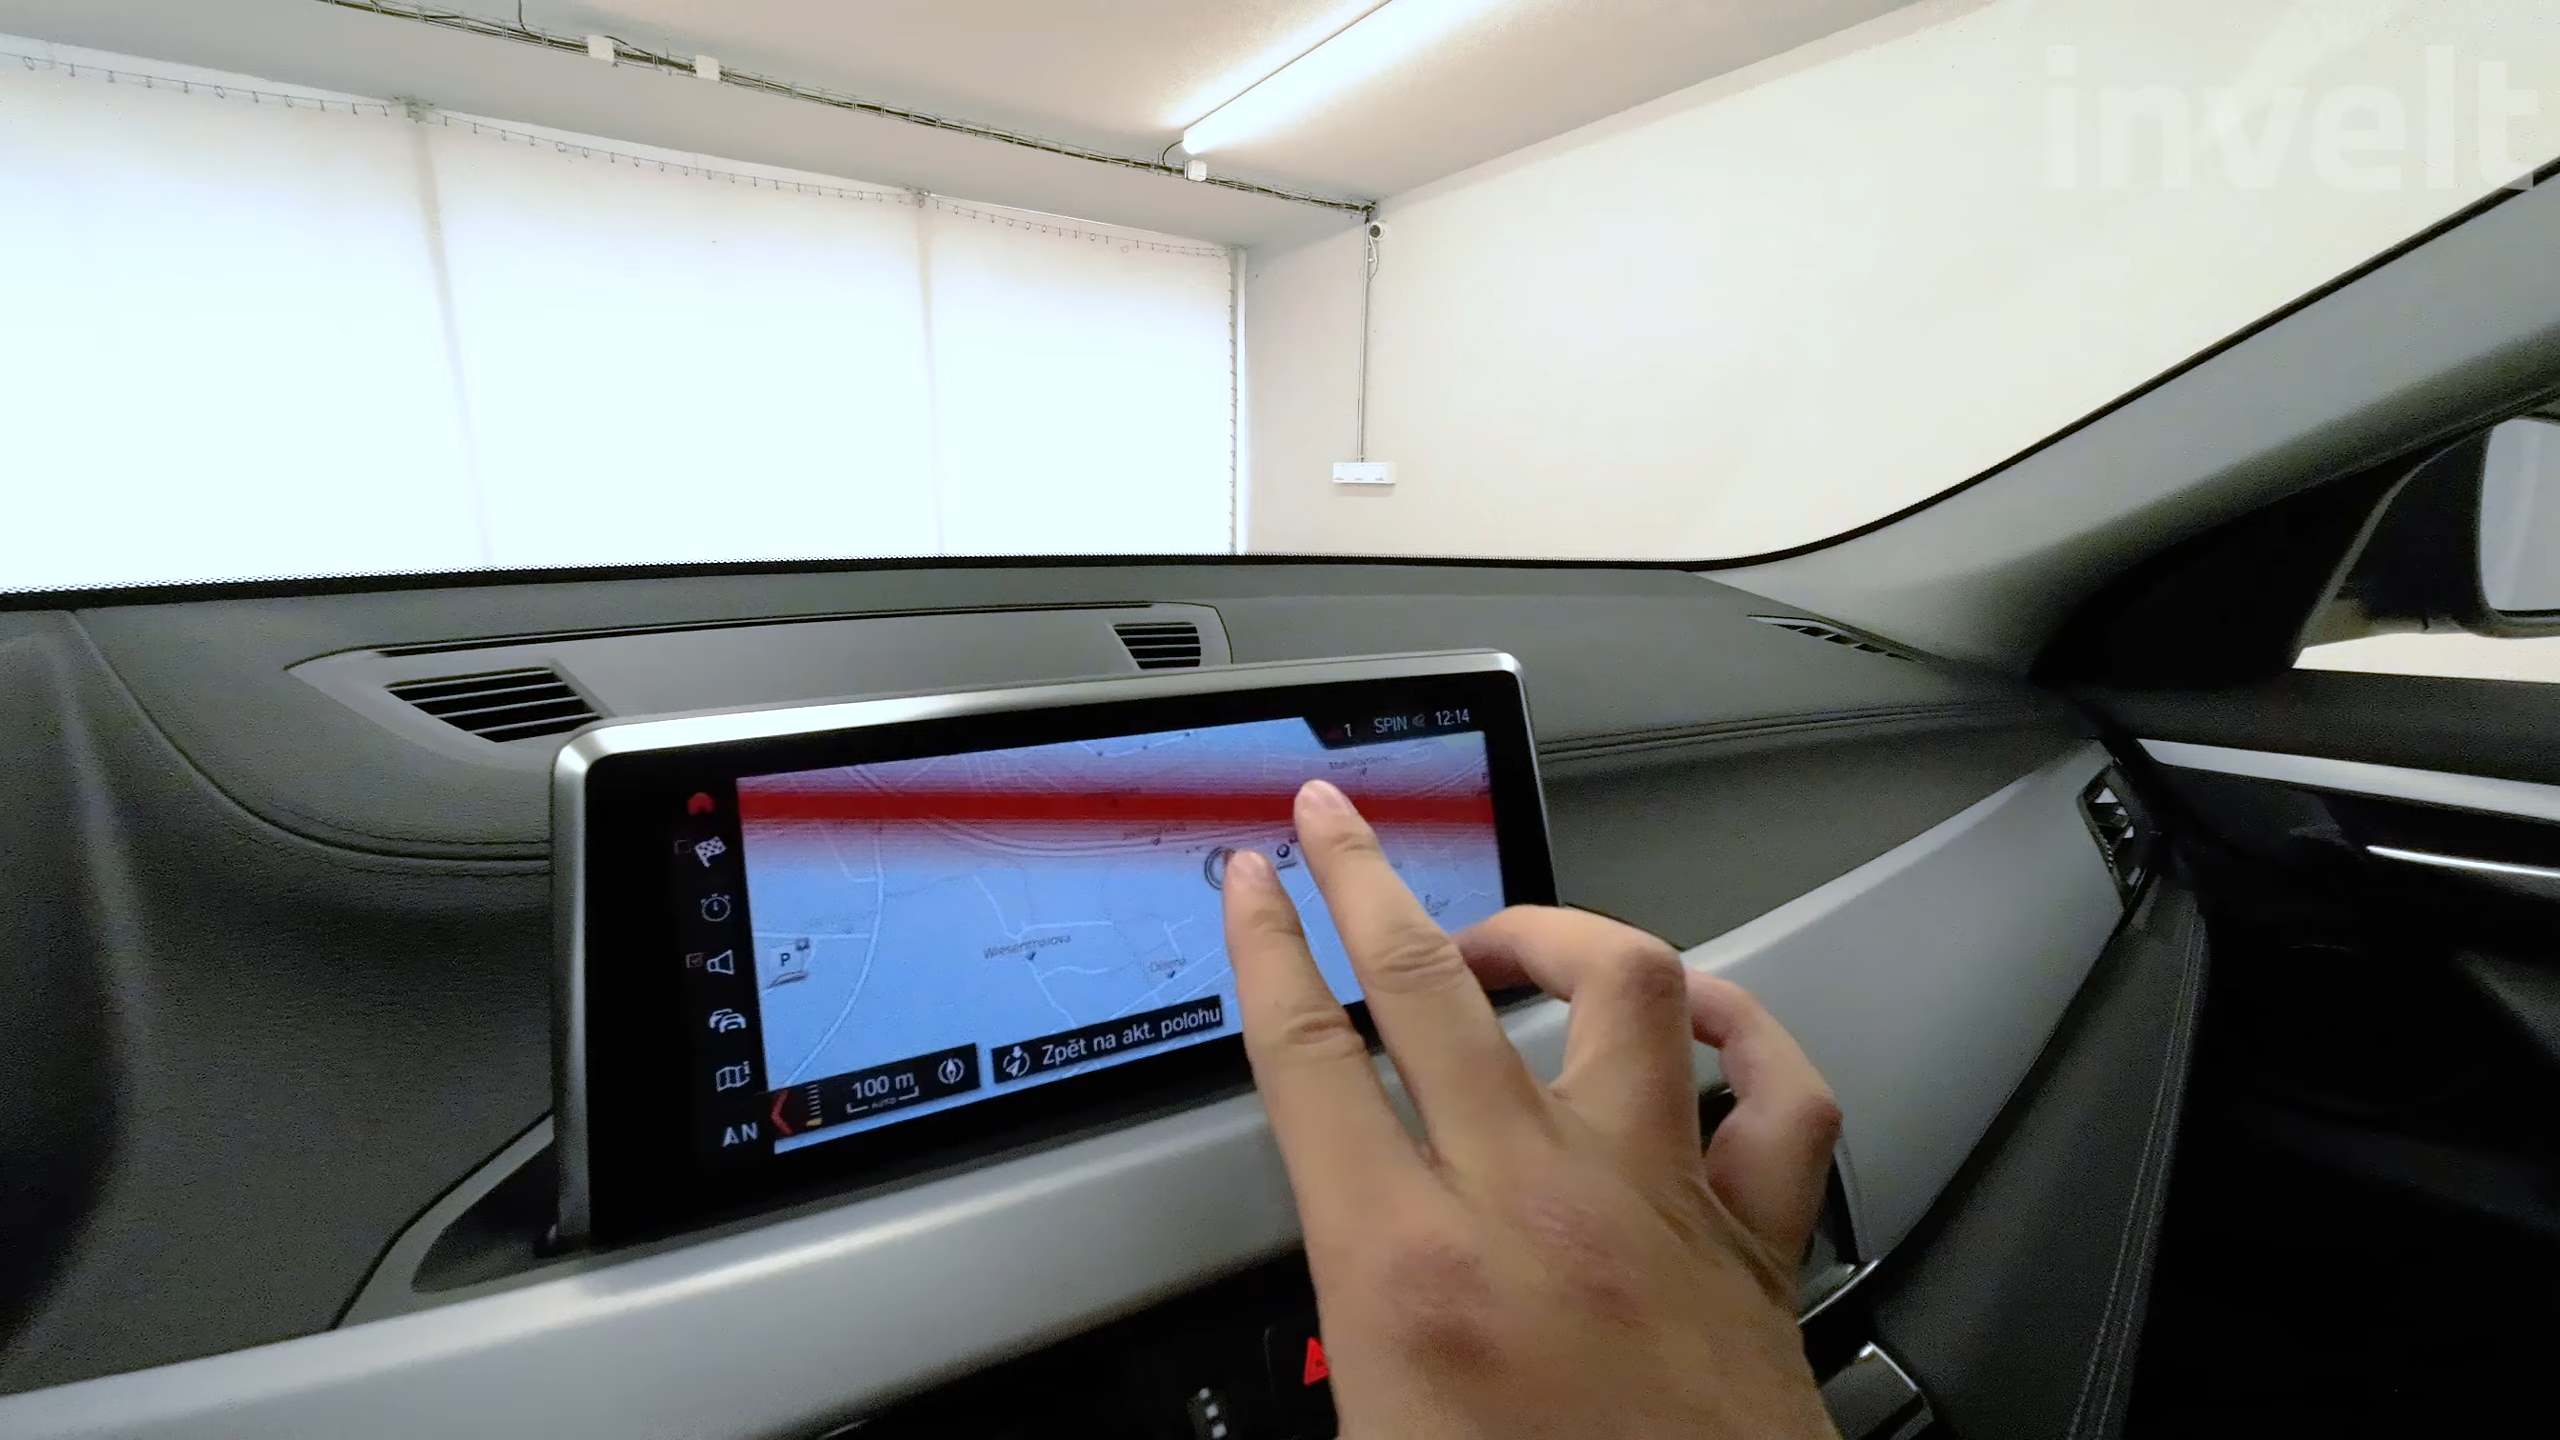 invelt
1 SPIN 12:14
P
Wiesenthalova
100 m
AUTO
Zpět na akt. polohu
AN